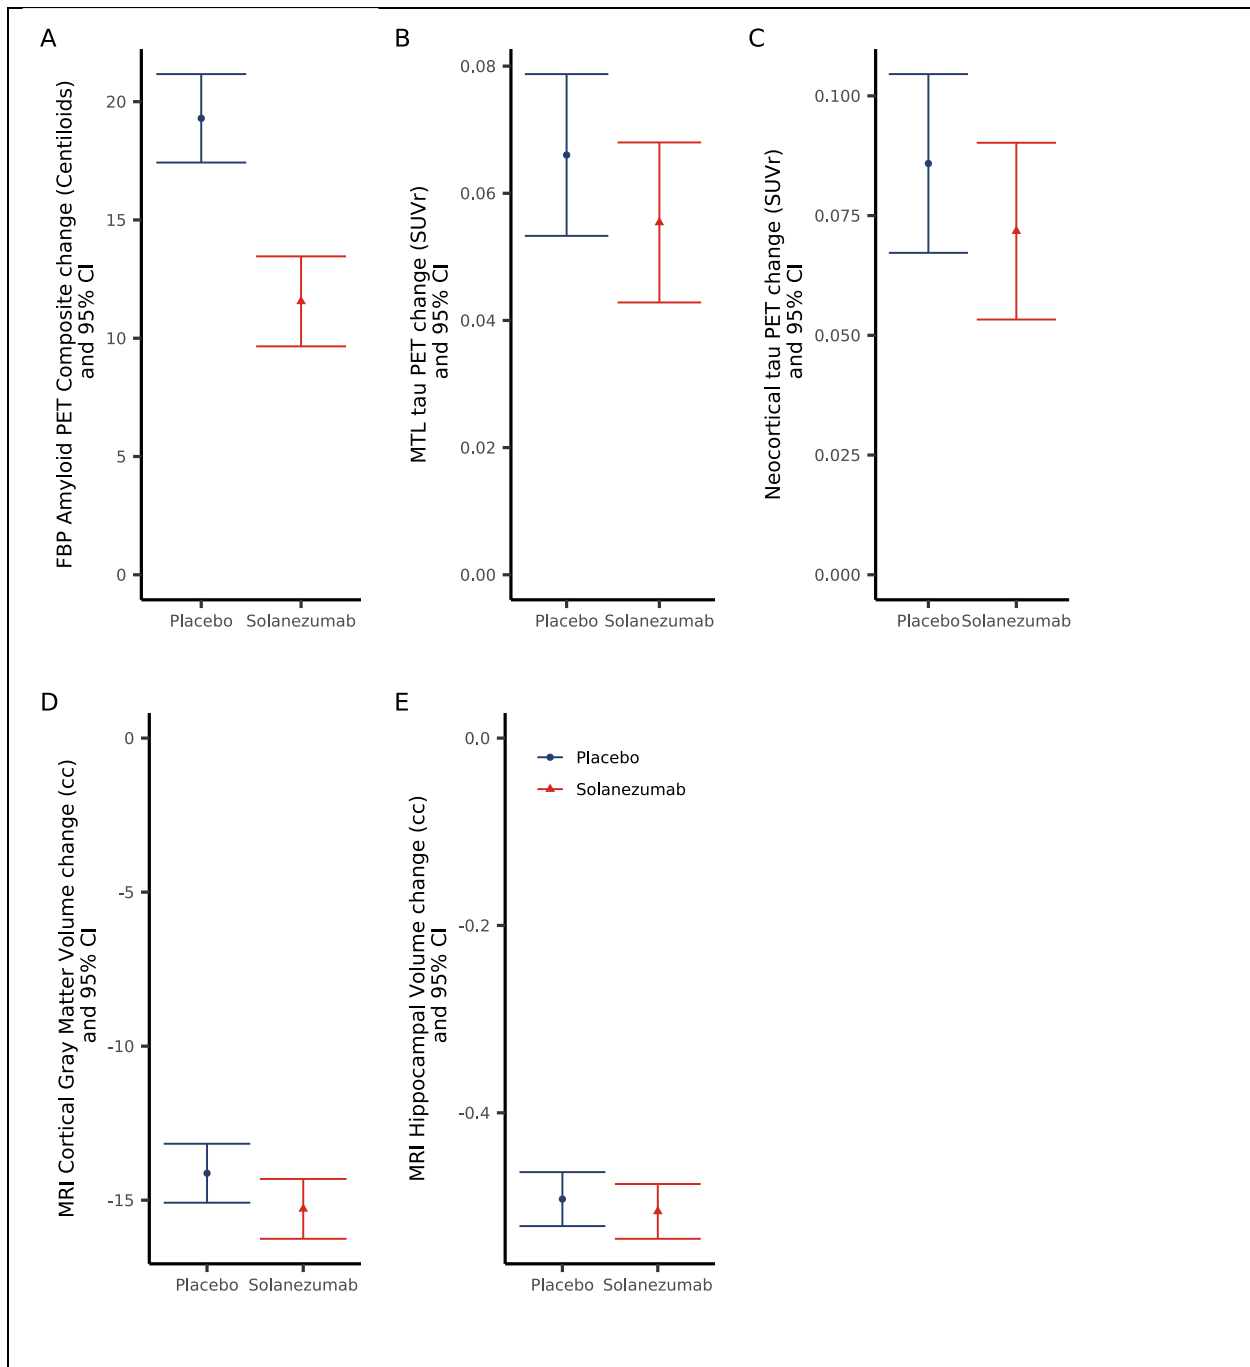 A
FBP Amyloid PET Composite change (Centiloids)
and 95% CI
20
15
10
5
0
Placebo
Solanezumab
B
MTL tau PET change (SUVr)
and 95% CI
0.08
0.06
0.04
0.02
0.00
Placebo
Solanezumab
C
Neocortical tau PET change (SUVr)
and 95% CI
0.100
0.075
0.050
0.025
0.000
Placebo
Solanezumab
D
MRI Cortical Gray Matter Volume change (cc)
and 95% CI
0
-5
-10
-15
Placebo
Solanezumab
E
MRI Hippocampal Volume change (cc)
and 95% CI
0.0
-0.2
-0.4
Placebo
Solanezumab
Placebo
Solanezumab